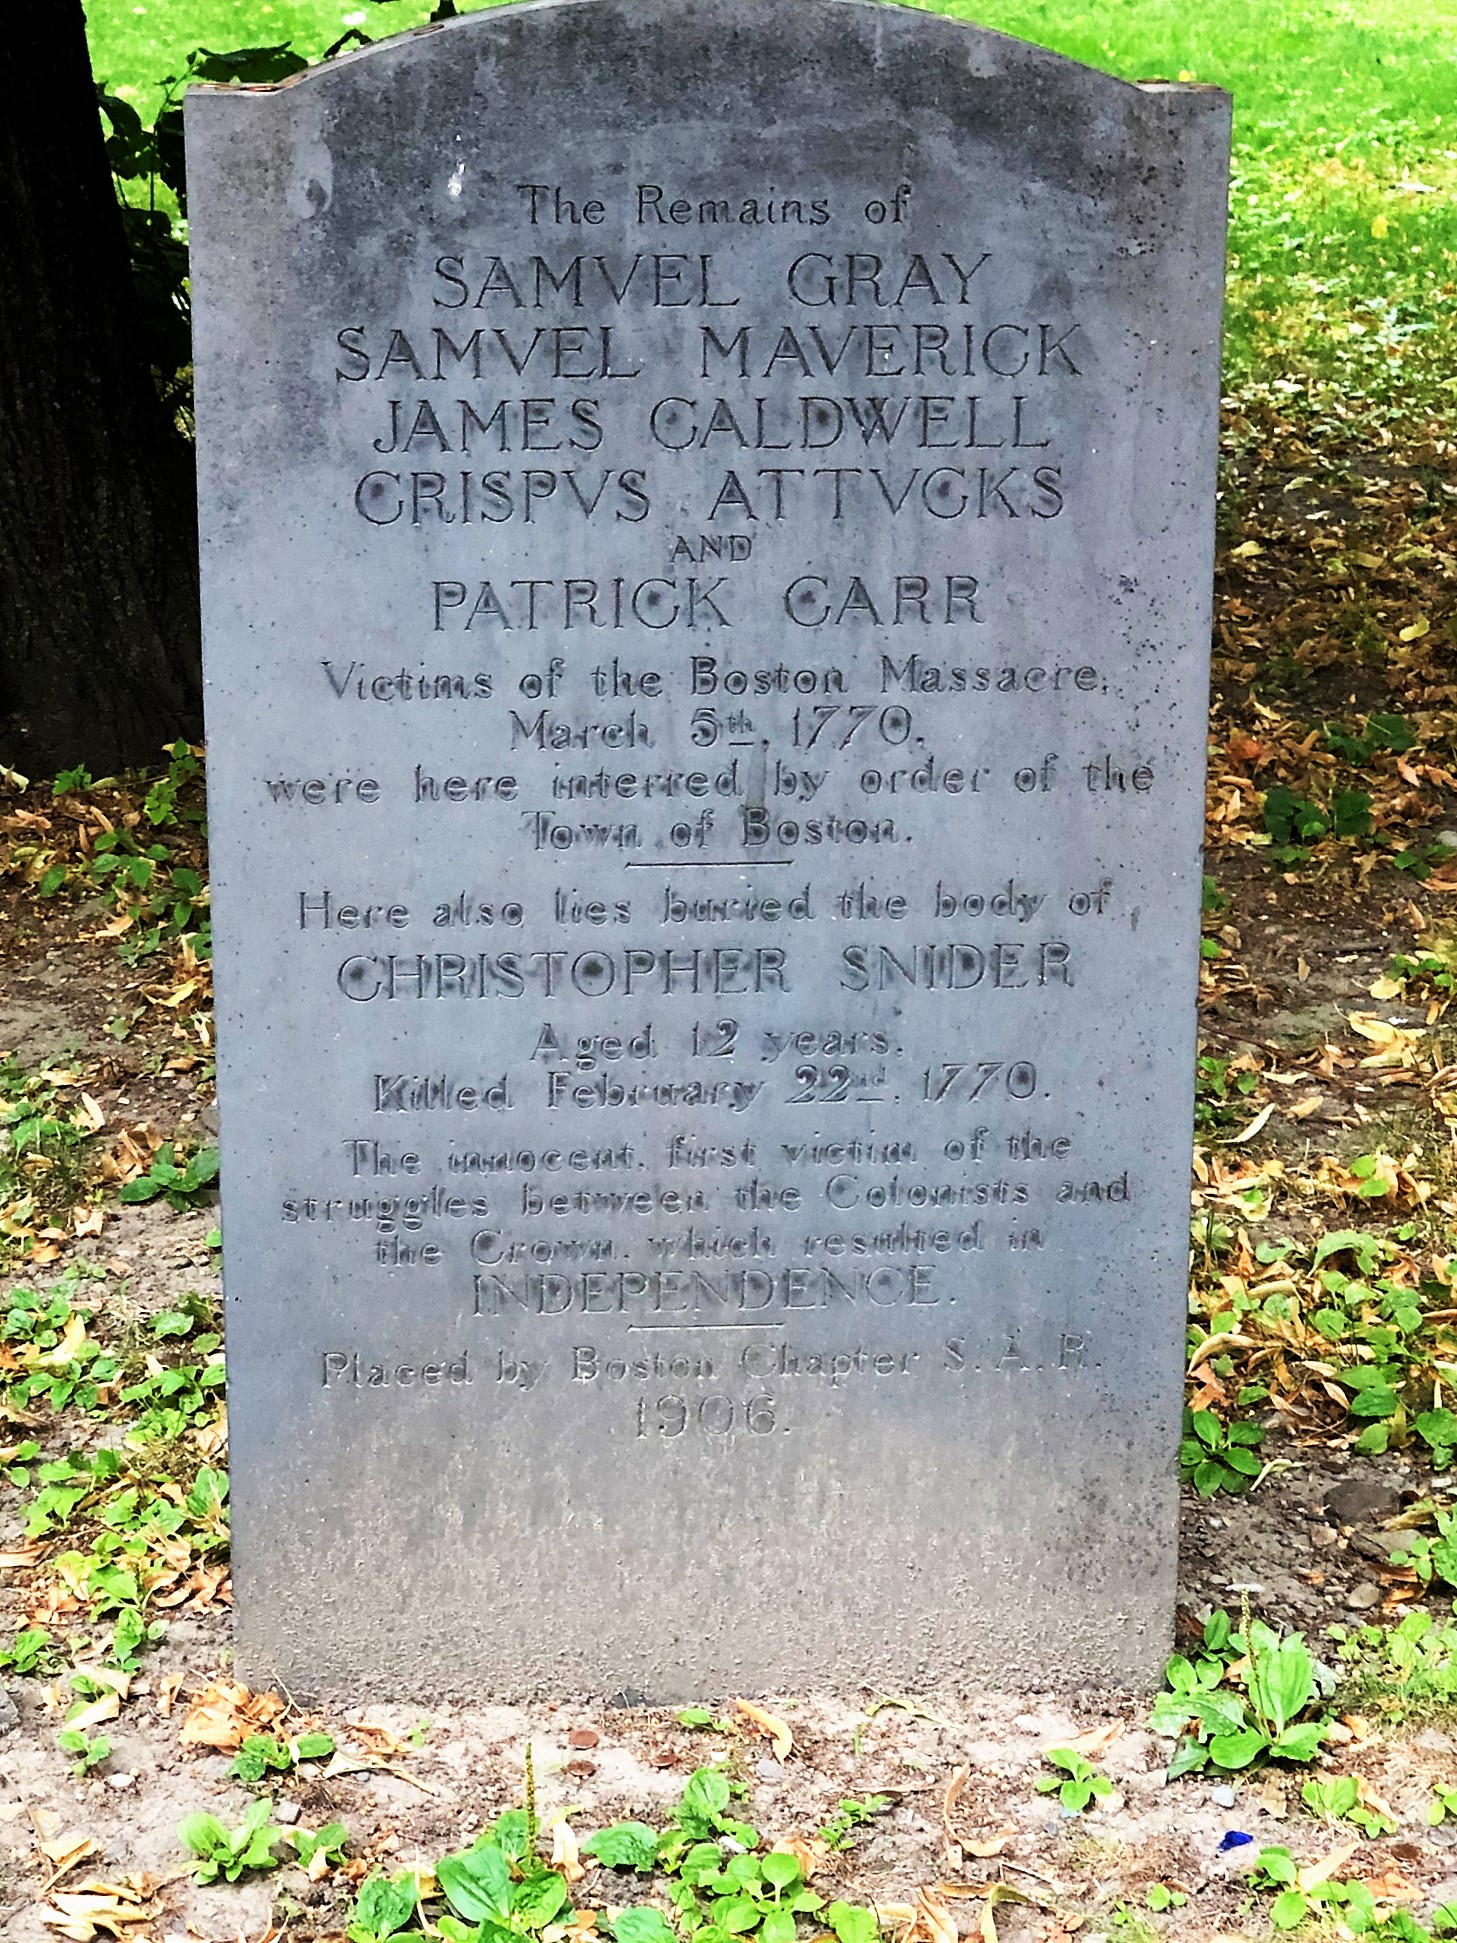 The Remains of
SAMVEL GRAY
SAMVEL MAVERICK
JAMES CALDWELL
CRISPVS ATTVCKS
AND
PATRICK CARR
Victims of the Boston Massacre,
March 5th, 1770,
were here interred by order of the
Town of Boston.
Here also lies buried the body of
CHRISTOPHER SNIDER
Aged 12 years.
Killed February 22nd, 1770.
The innocent, first victim of the
struggles between the Colonists and
the Crown, which resulted in
INDEPENDENCE.
Placed by Boston Chapter S.A.R.
1906.